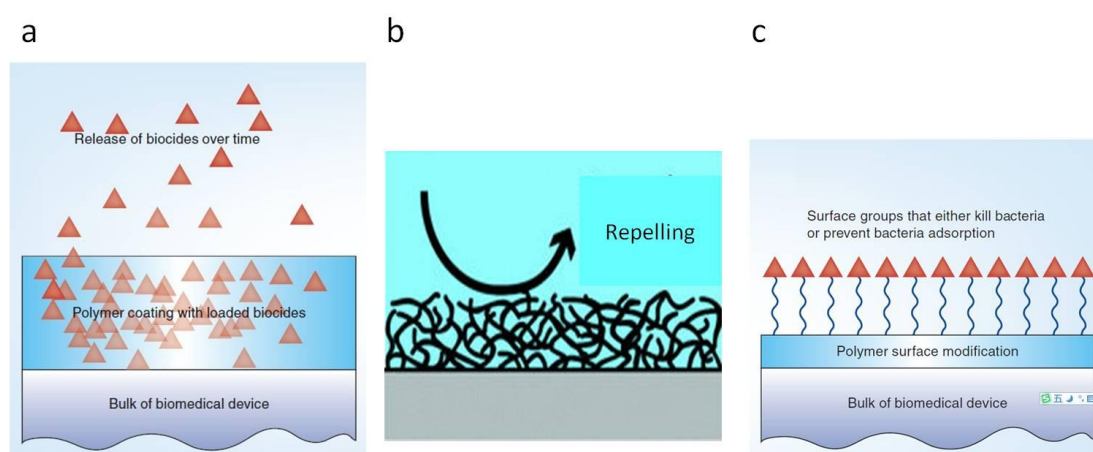 a
b
c
Release of biocides over time
Polymer coating with loaded biocides
Bulk of biomedical device
Repelling
Surface groups that either kill bacteria
or prevent bacteria adsorption
Polymer surface modification
Bulk of biomedical device
五